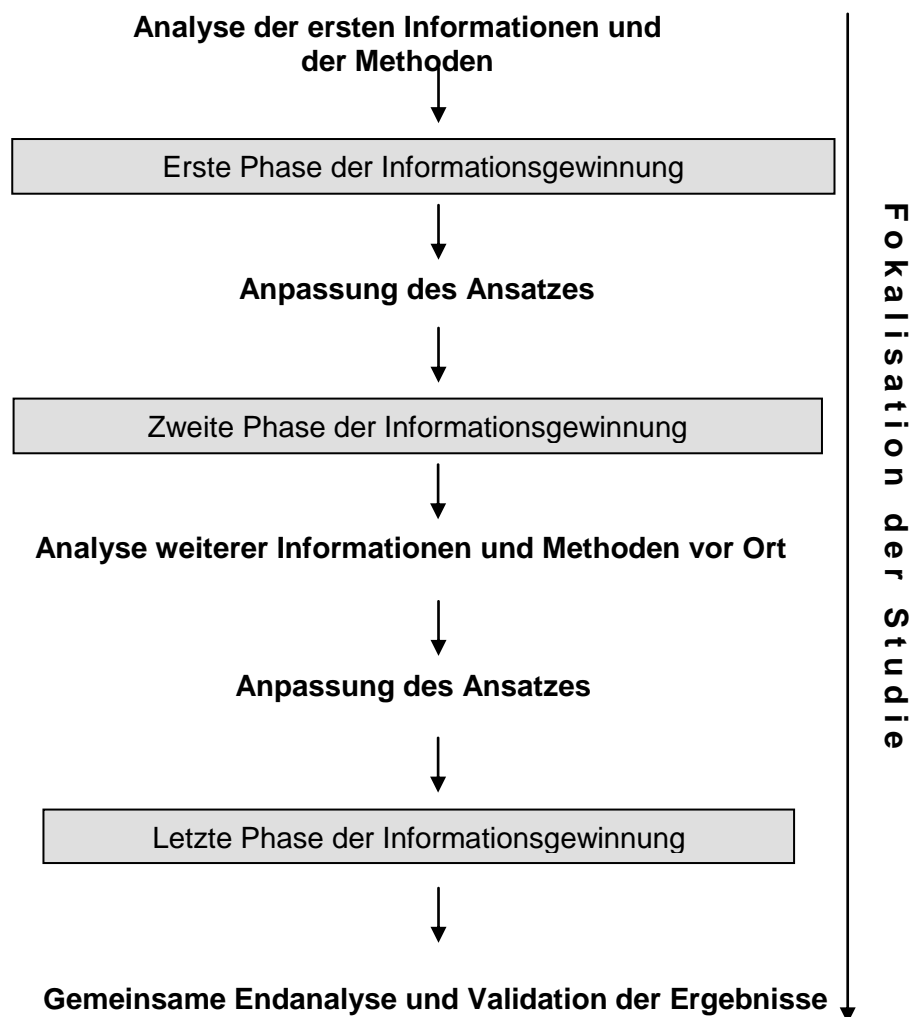 Analyse der ersten Informationen und
der Methoden
Erste Phase der Informationsgewinnung
Anpassung des Ansatzes
Zweite Phase der Informationsgewinnung
Analyse weiterer Informationen und Methoden vor Ort
Anpassung des Ansatzes
Letzte Phase der Informationsgewinnung
Gemeinsame Endanalyse und Validation der Ergebnisse
Fokalisation der Studie